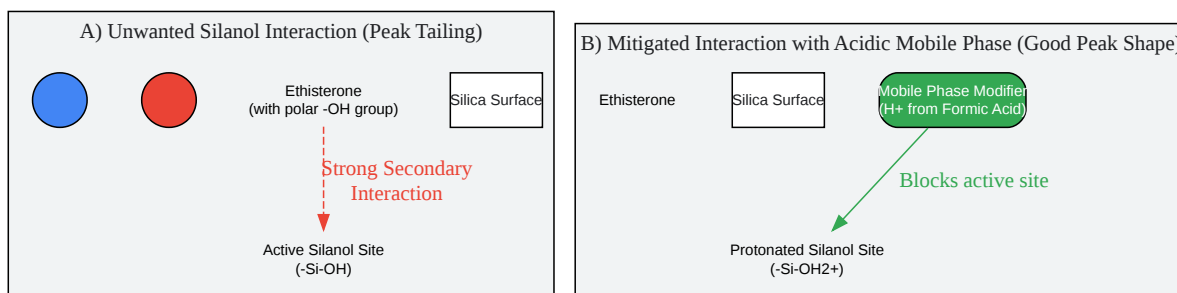 A) Unwanted Silanol Interaction (Peak Tailing)
Ethisterone
(with polar -OH group)
Silica Surface
Strong Secondary
Interaction
Active Silanol Site
(-Si-OH)
B) Mitigated Interaction with Acidic Mobile Phase (Good Peak Shape)
Ethisterone
Silica Surface
Mobile Phase Modifier
(H+ from Formic Acid)
Blocks active site
Protonated Silanol Site
(-Si-OH2+)